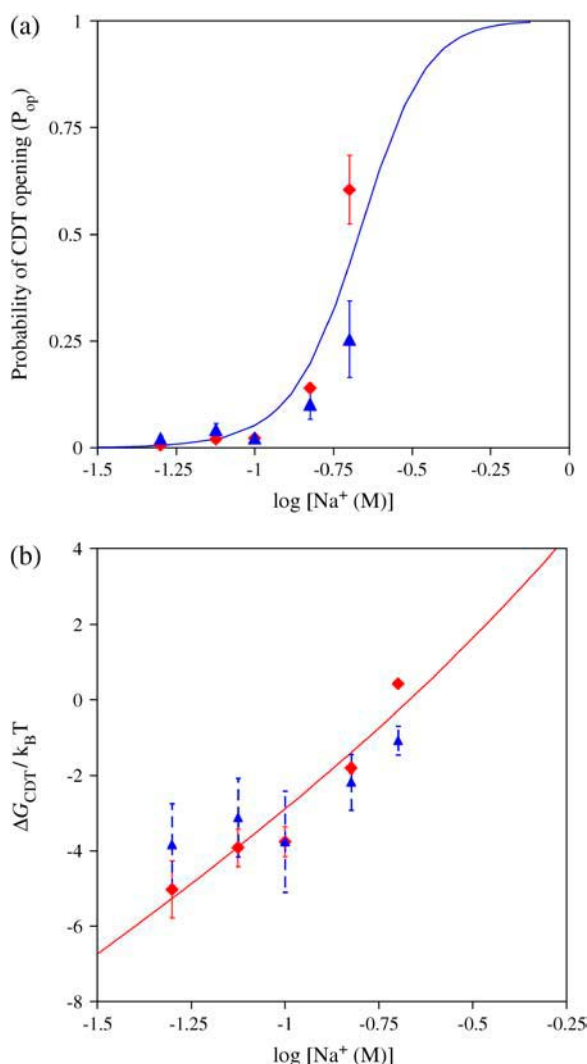 (a)
Probability of CDT opening (Pop)
1
0.75
0.5
0.25
0
-1.5 -1.25 -1 -0.75 -0.5 -0.25 0
log [Na⁺ (M)]
(b)
ΔG_CDT / k_BT
4
2
0
-2
-4
-6
-8
-1.5 -1.25 -1 -0.75 -0.5 -0.25
log [Na⁺ (M)]